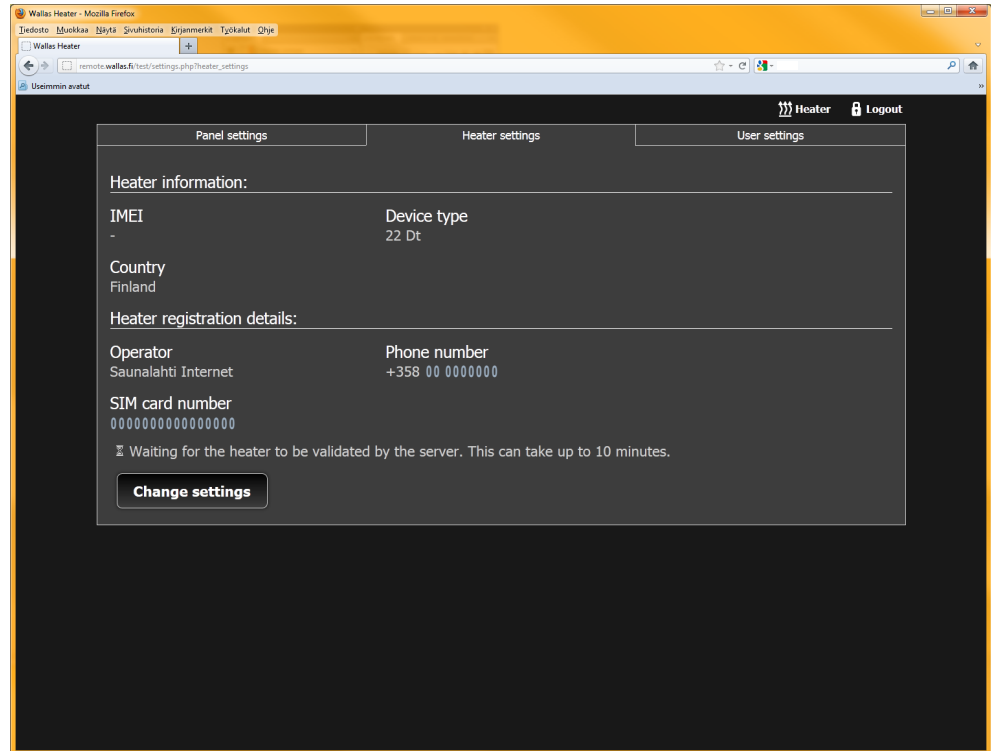 Wallas Heater - Mozilla Firefox
Tiedosto Muokkaa Näytä Sivuhistoria Kirjanmerkit Työkalut Ohje
Wallas Heater +
remote.wallas.fi/test/settings.php?heater_settings
Useimmin avatut »
Heater Logout
Panel settings Heater settings User settings
Heater information:
IMEI Device type
- 22 Dt
Country
Finland
Heater registration details:
Operator Phone number
Saunalahti Internet +358 00 0000000
SIM card number
0000000000000000
Waiting for the heater to be validated by the server. This can take up to 10 minutes.
Change settings